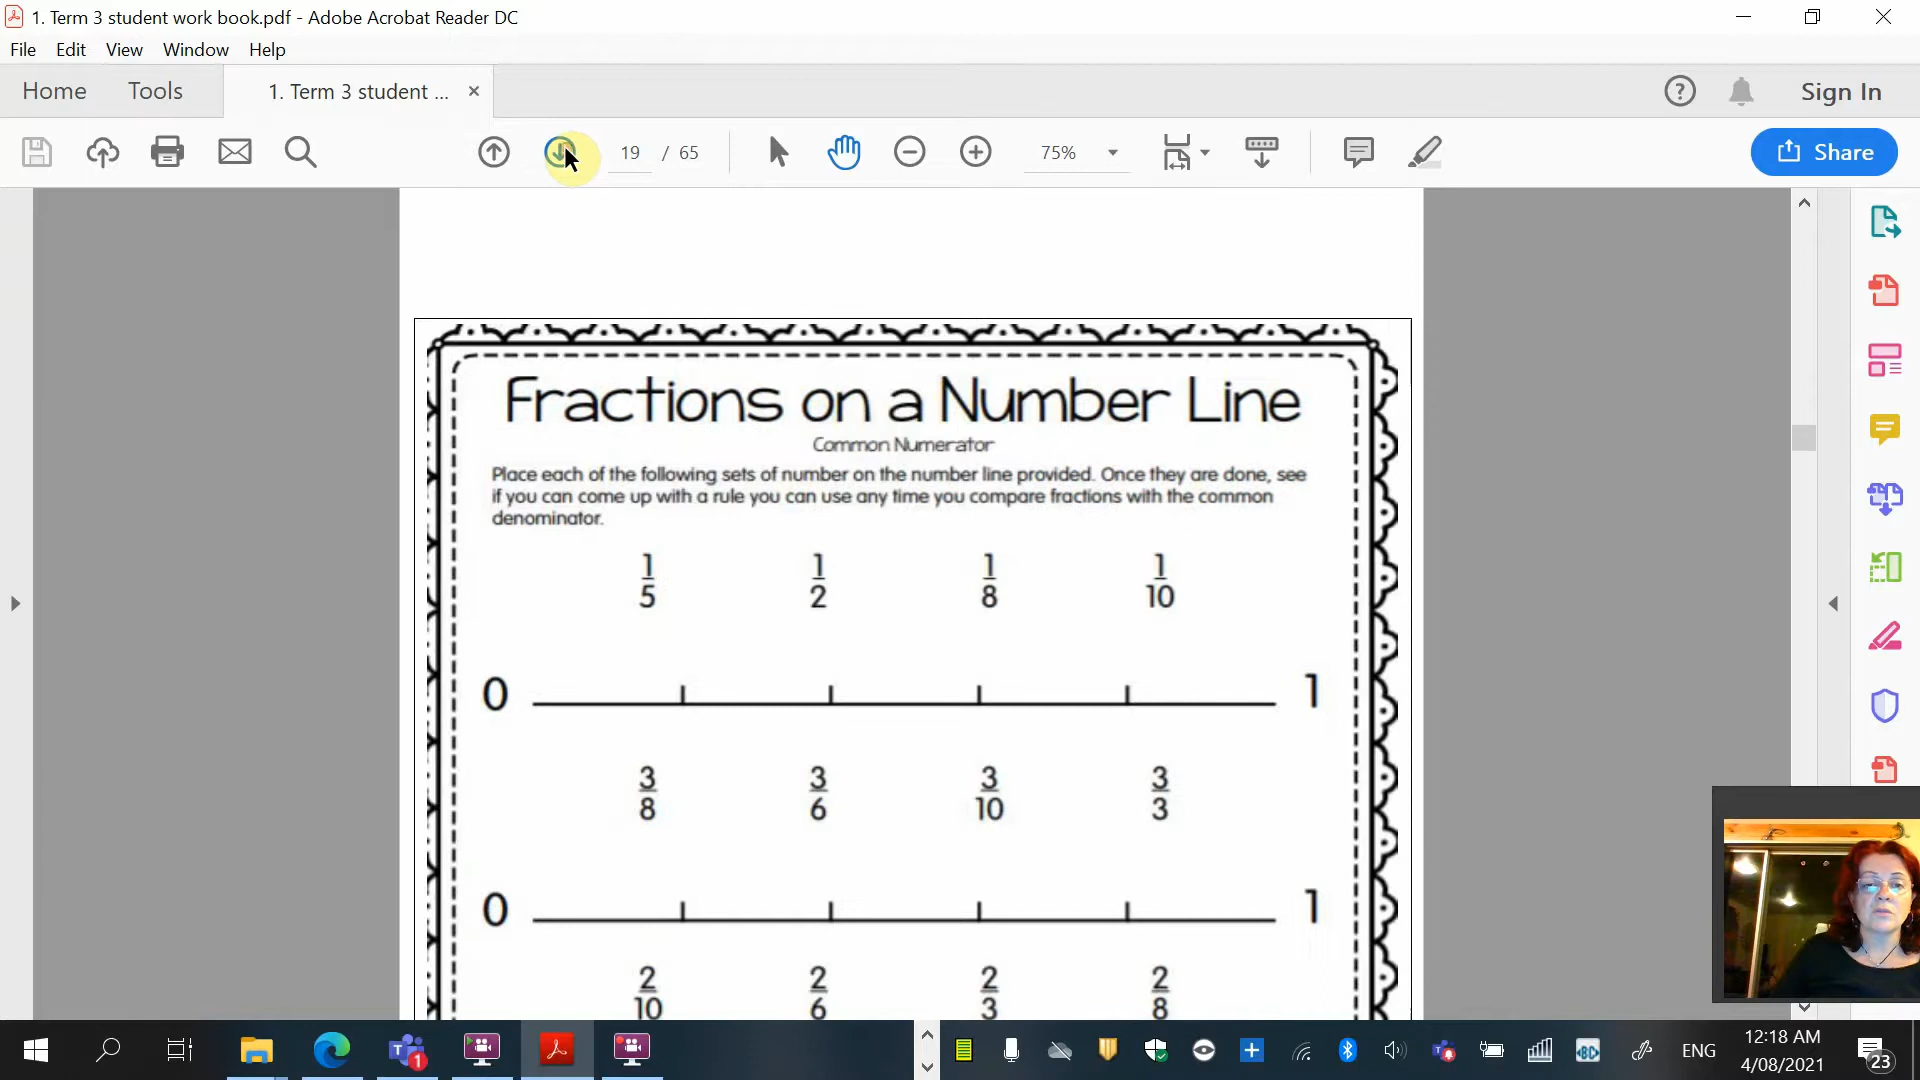 1. Term 3 student work book.pdf - Adobe Acrobat Reader DC
File Edit View Window Help
Home Tools 1. Term 3 student ... × Sign In
19 / 65 75% Share
Fractions on a Number Line
Common Numerator
Place each of the following sets of number on the number line provided. Once they are done, see
if you can come up with a rule you can use any time you compare fractions with the common
denominator.
1/5 1/2 1/8 1/10
0 1
3/8 3/6 3/10 3/3
0 1
2/10 2/6 2/3 2/8
1 ENG 12:18 AM
4/08/2021 23